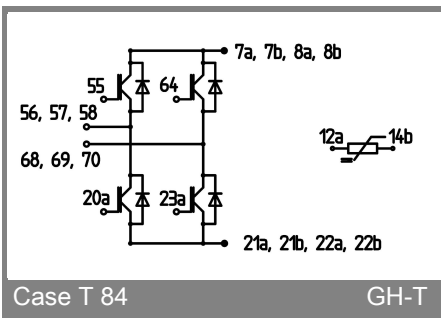 7a, 7b, 8a, 8b
55
64
56, 57, 58
12a
14b
68, 69, 70
20a
23a
21a, 21b, 22a, 22b
Case T 84
GH-T